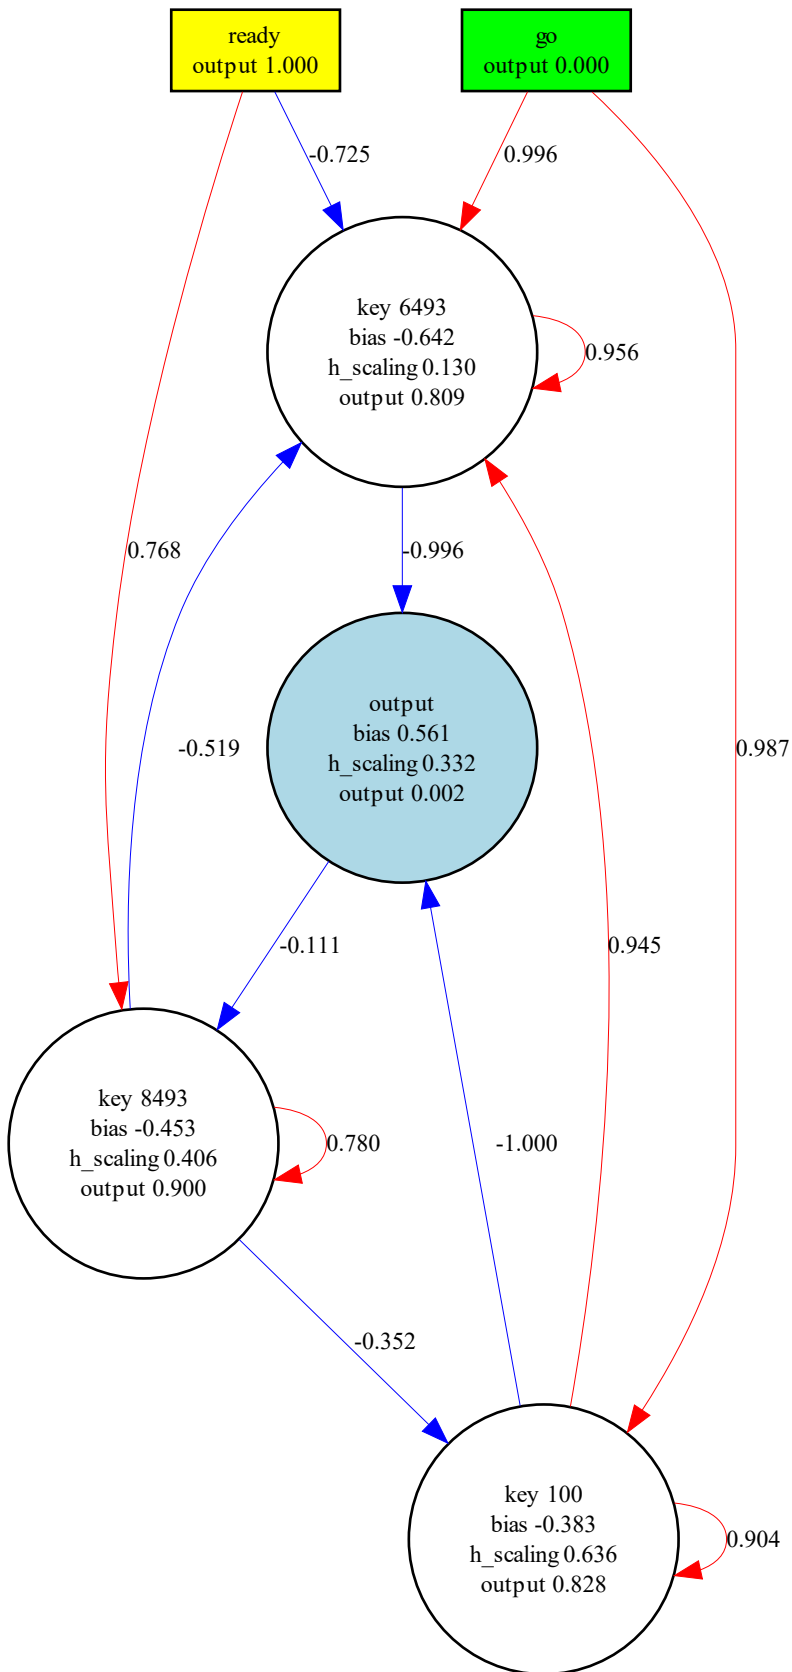 ready
output 1.000
go
output 0.000
-0.725
0.996
key 6493
bias -0.642
h_scaling 0.130
output 0.809
0.956
0.768
-0.996
output
bias 0.561
h_scaling 0.332
output 0.002
-0.519
0.987
-0.111
0.945
key 8493
bias -0.453
h_scaling 0.406
output 0.900
0.780
-1.000
-0.352
key 100
bias -0.383
h_scaling 0.636
output 0.828
0.904